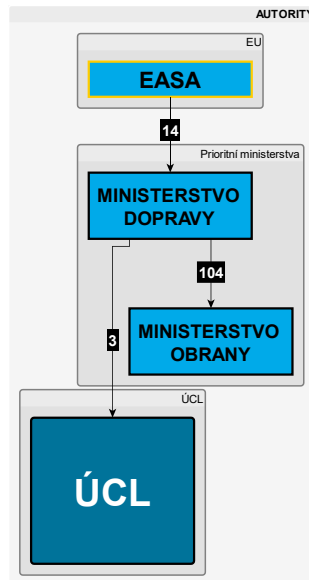 AUTORITY
EU
EASA
14
Prioritní ministerstva
MINISTERSTVO
DOPRAVY
104
3
MINISTERSTVO
OBRANY
ÚCL
ÚCL